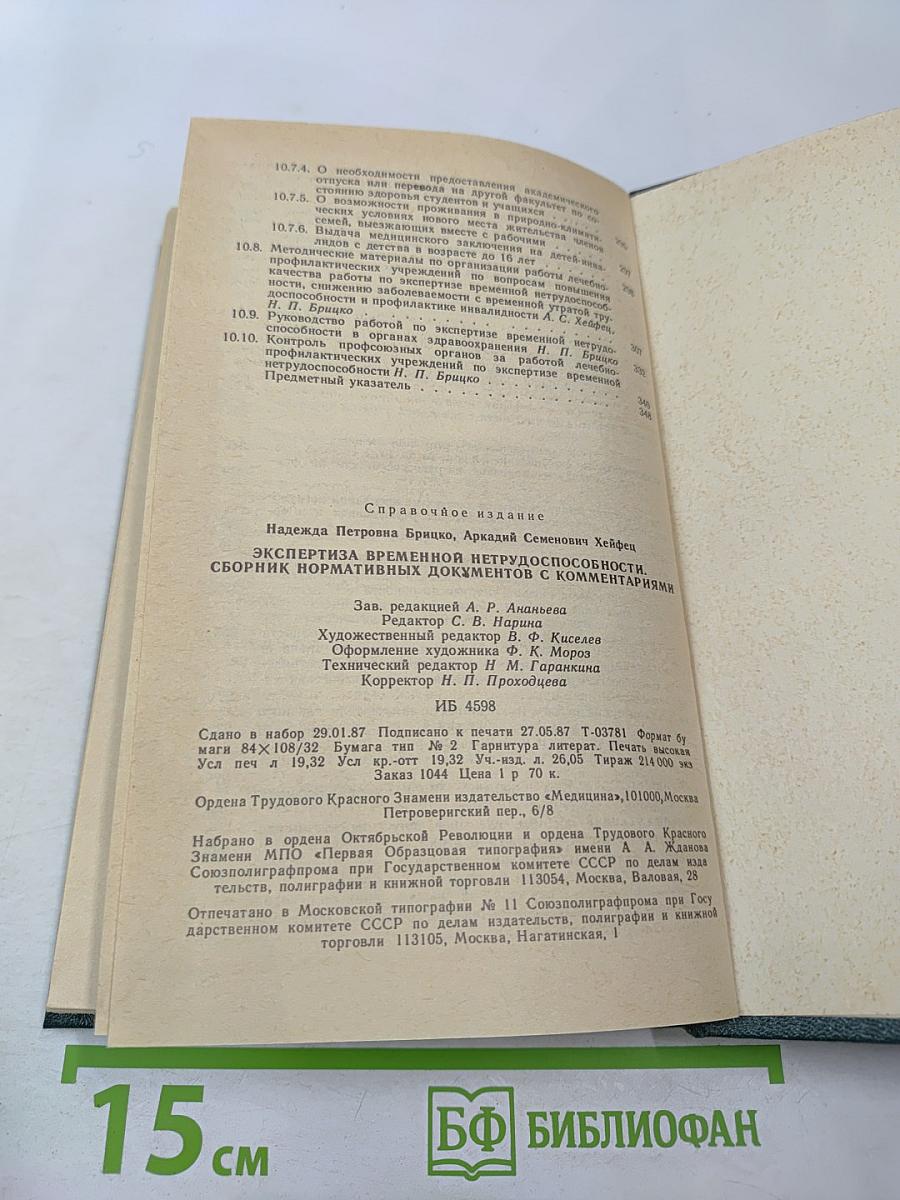 10.7.4. О необходимости предоставления академического
отпуска или перевода на другой факультет по со-
стоянию здоровья студентов и учащихся . . . . 295
10.7.5. О возможности проживания в природно-климати-
ческих условиях нового места жительства членов
семей, выезжающих вместе с рабочими . . . . 297
10.7.6. Выдача медицинского заключения на детей-инва-
лидов с детства в возрасте до 16 лет . . . . . . 298
10.8. Методические материалы по организации работы лечебно-
профилактических учреждений по вопросам повышения
качества работы по экспертизе временной нетрудоспособ-
ности, снижению заболеваемости с временной утратой тру-
доспособности и профилактике инвалидности А. С. Хейфец,
Н. П. Брицко . . . . . . . . . . . . . . 301
10.9. Руководство работой по экспертизе временной нетрудо-
способности в органах здравоохранения Н. П. Брицко 332
10.10. Контроль профсоюзных органов за работой лечебно-
профилактических учреждений по экспертизе временной
нетрудоспособности Н. П. Брицко . . . . . . . . . . 340
Предметный указатель . . . . . . . . . . . . . . 348
Справочное издание
Надежда Петровна Брицко, Аркадий Семенович Хейфец
ЭКСПЕРТИЗА ВРЕМЕННОЙ НЕТРУДОСПОСОБНОСТИ.
СБОРНИК НОРМАТИВНЫХ ДОКУМЕНТОВ С КОММЕНТАРИЯМИ
Зав. редакцией А. Р. Ананьева
Редактор С. В. Нарина
Художественный редактор В. Ф. Киселев
Оформление художника Ф. К. Мороз
Технический редактор Н М. Гаранкина
Корректор Н. П. Проходцева
ИБ 4598
Сдано в набор 29.01.87 Подписано к печати 27.05.87 Т-03781 Формат бу
маги 84×108/32 Бумага тип № 2 Гарнитура литерат. Печать высокая
Усл печ л 19,32 Усл кр.-отт 19,32 Уч.-изд. л. 26,05 Тираж 214 000 экз
Заказ 1044 Цена 1 р 70 к.
Ордена Трудового Красного Знамени издательство «Медицина», 101000, Москва
Петроверигский пер., 6/8
Набрано в ордена Октябрьской Революции и ордена Трудового Красного
Знамени МПО «Первая Образцовая типография» имени А. А. Жданова
Союзполиграфпрома при Государственном комитете СССР по делам изда
тельств, полиграфии и книжной торговли 113054, Москва, Валовая, 28
Отпечатано в Московской типографии № 11 Союзполиграфпрома при Госу
дарственном комитете СССР по делам издательств, полиграфии и книжной
торговли 113105, Москва, Нагатинская, 1
15 см
БФ БИБЛИОФАН